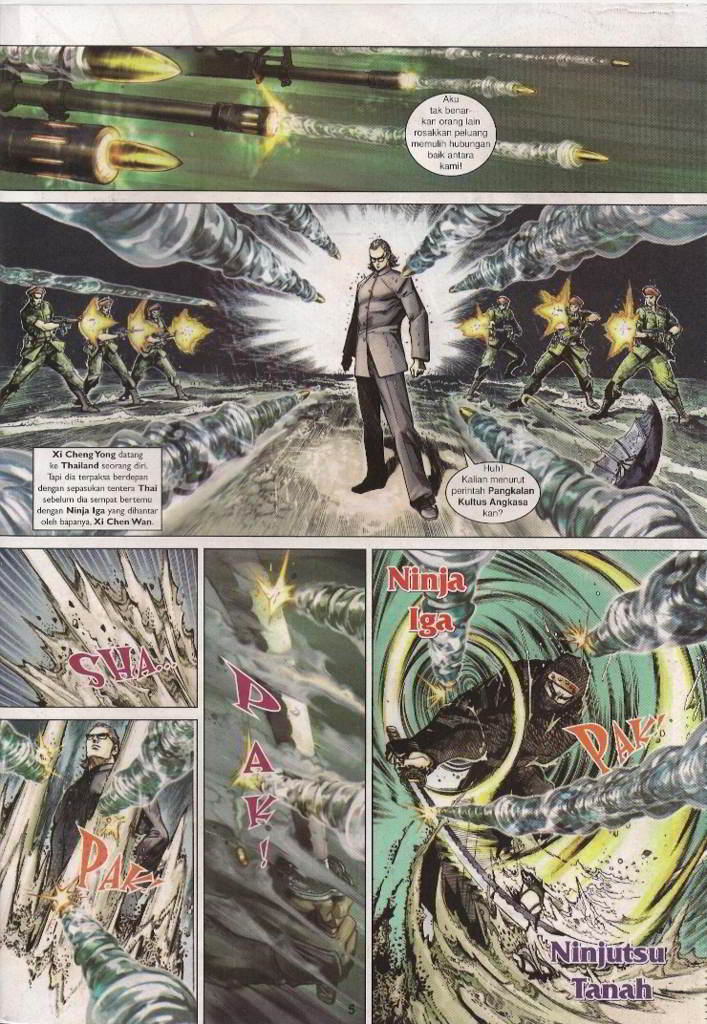 Aku
tak benar-
kan orang lain
rosakkan peluang
memulih hubungan
baik antara
kami!
Xi Cheng Yong datang
ke Thailand seorang diri.
Tapi dia terpaksa berdepan
dengan sepasukan tentera Thai
sebelum dia sempat bertemu
dengan Ninja Iga yang dihantar
oleh bapanya, Xi Chen Wan.
Huh!
Kalian menurut
perintah Pangkalan
Kultus Angkasa
kan?
SHA...
PAK
PAK!
Ninja
Iga
PAK
Ninjutsu
Tanah
5